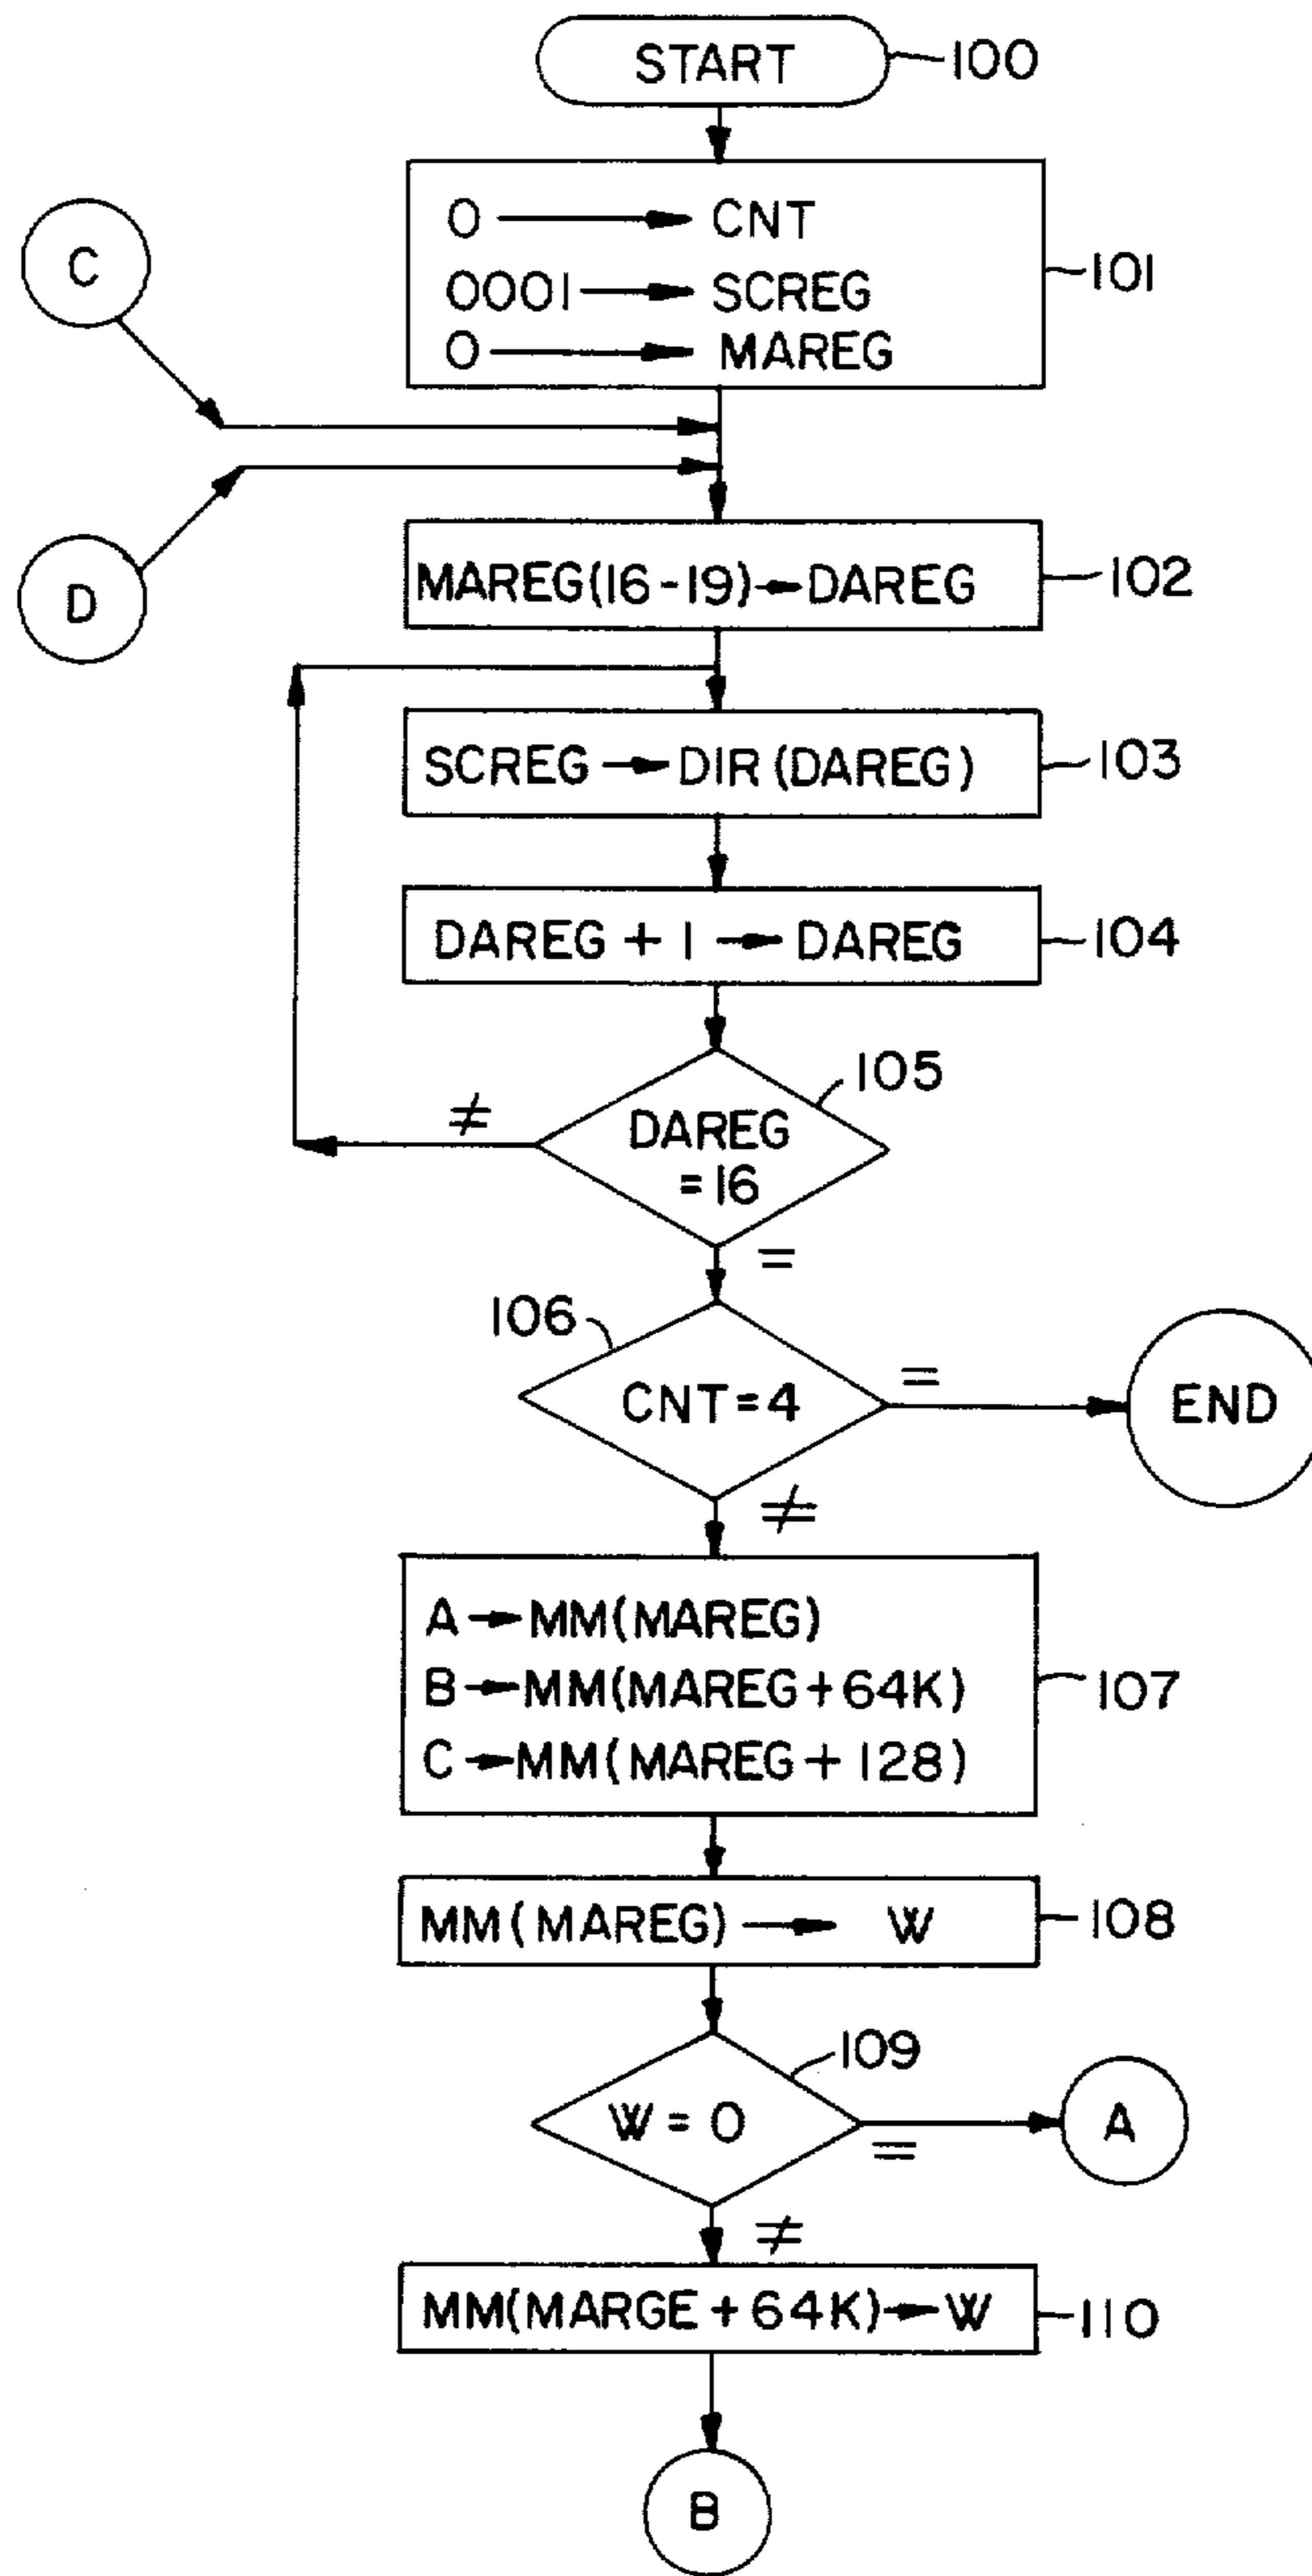 START
100
0 → CNT
0001 → SCREG
0 → MAREG
101
C
D
MAREG(16-19) → DAREG
102
SCREG → DIR (DAREG)
103
DAREG + 1 → DAREG
104
105
DAREG
= 16
≠
=
106
CNT = 4
=
END
≠
A → MM(MAREG)
B → MM(MAREG + 64K)
C → MM(MAREG + 128)
107
MM(MAREG) → W
108
109
W = 0
=
A
≠
MM(MARGE + 64K) → W
110
B